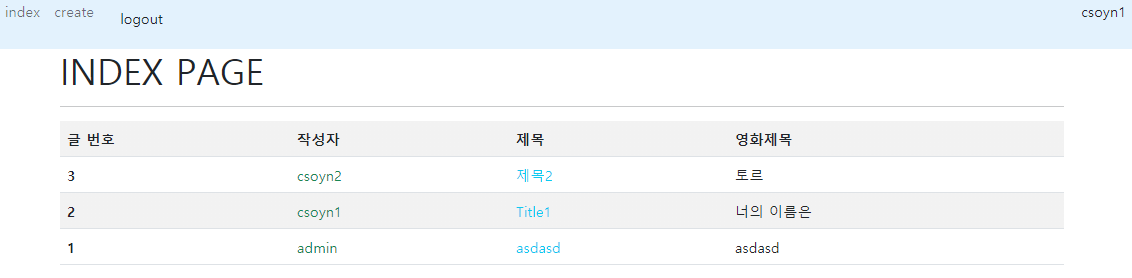 index create logout csoyn1
INDEX PAGE
글 번호 작성자 제목 영화제목
3 csoyn2 제목2 토르
2 csoyn1 Title1 너의 이름은
1 admin asdasd asdasd